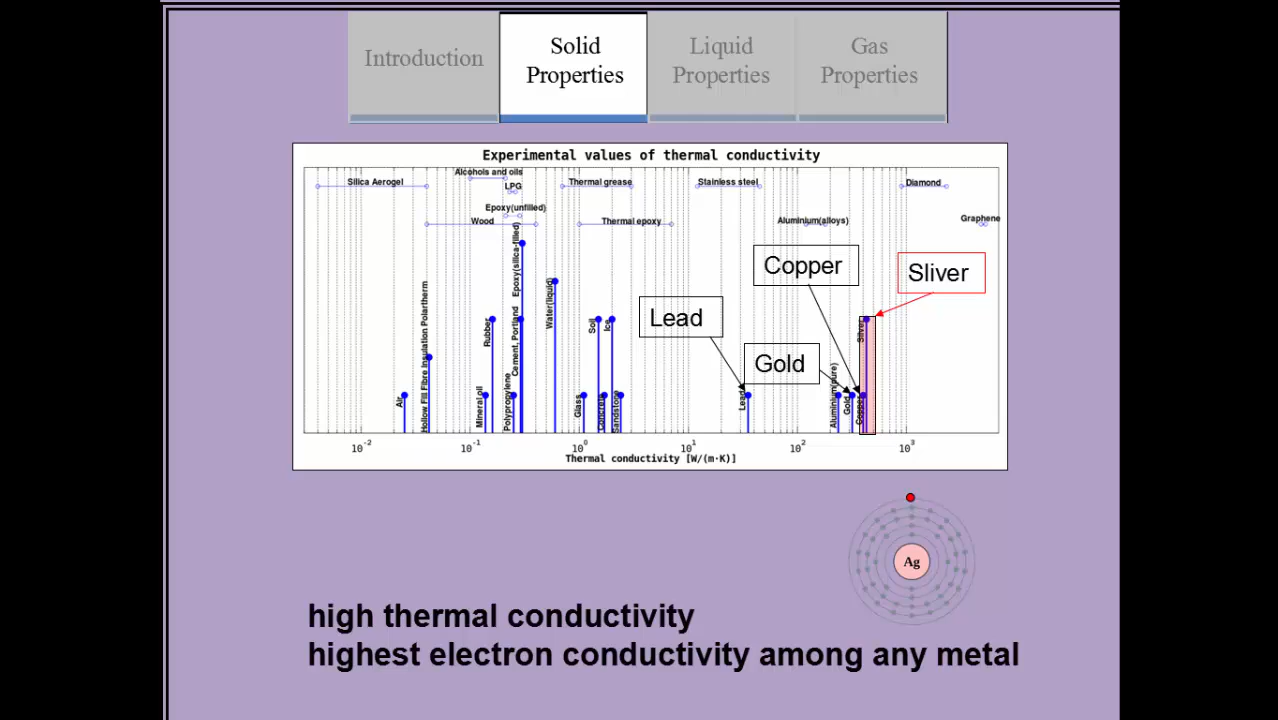 Introduction
Solid
Properties
Liquid
Properties
Gas
Properties
Experimental values of thermal conductivity
Alcohols and oils
Silica Aerogel
LPG
Thermal grease
Stainless steel
Diamond
Epoxy(unfilled)
Wood
Thermal epoxy
Aluminium(alloys)
Graphene
Copper
Sliver
Lead
Gold
Air
Hollow Fill Fibre Insulation Polartherm
Mineral oil
Rubber
Polypropylene
Cement, Portland
Epoxy(silica-filled)
Water(liquid)
Glass
Soil
Concrete
Ice
Sandstone
Lead
Aluminium(pure)
Gold
Copper
Silver
10⁻² 10⁻¹ 10⁰ 10¹ 10² 10³
Thermal conductivity [W/(m·K)]
Ag
high thermal conductivity
highest electron conductivity among any metal